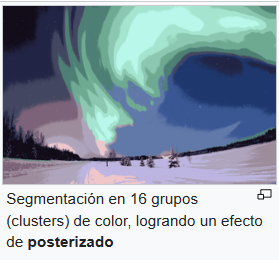 Segmentación en 16 grupos
(clusters) de color, logrando un efecto
de posterizado